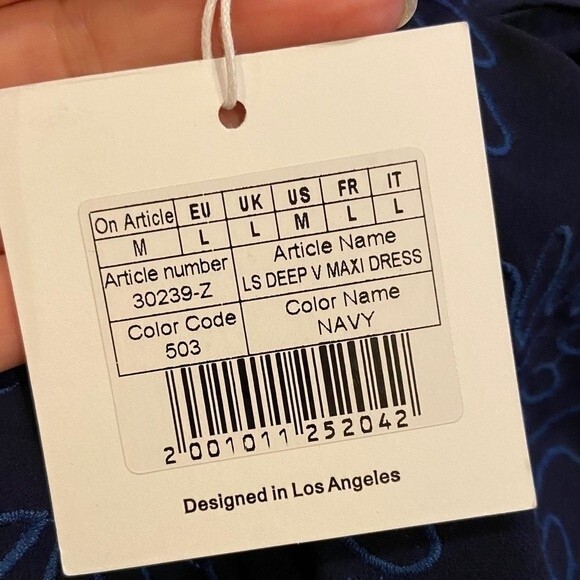 On Article EU UK US FR IT
M L L M L L
Article number Article Name
30239-Z LS DEEP V MAXI DRESS
Color Code Color Name
503 NAVY
2 001011 252042
Designed in Los Angeles